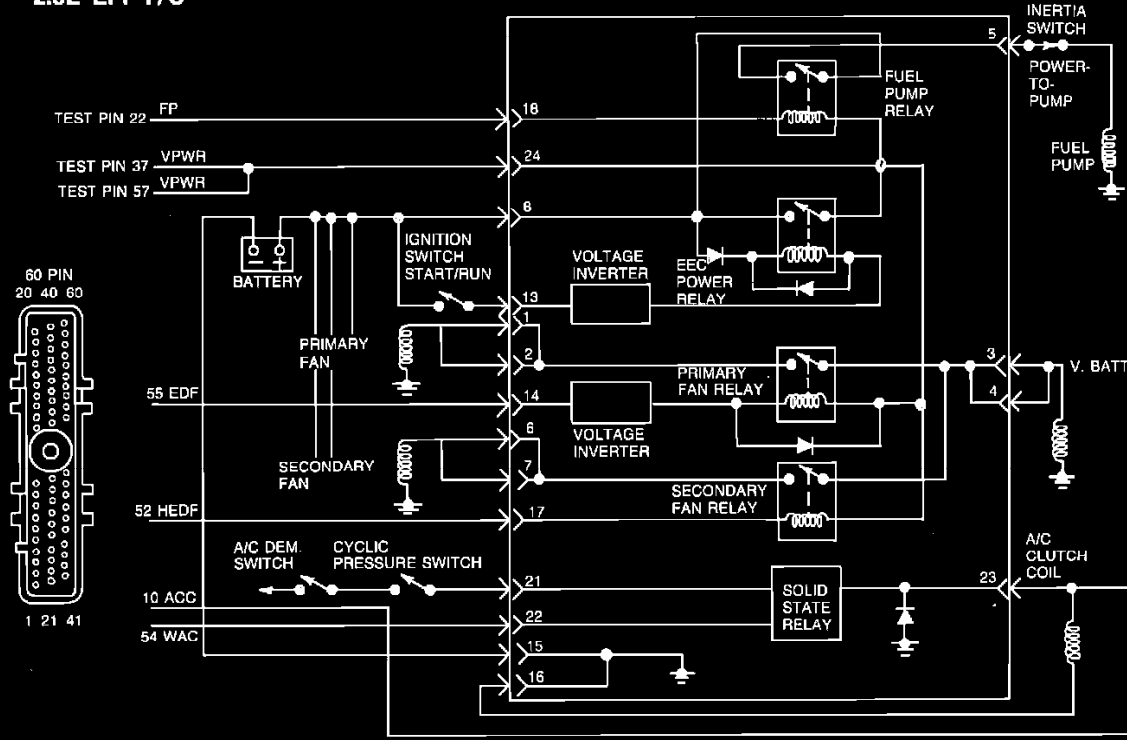 INERTIA
SWITCH
5
POWER-
TO-
PUMP
FUEL
PUMP
RELAY
TEST PIN 22 FP
18
FUEL
PUMP
TEST PIN 37 VPWR
24
TEST PIN 57 VPWR
8
IGNITION
SWITCH
START/RUN
BATTERY
VOLTAGE
INVERTER
EEC
POWER
RELAY
60 PIN
20 40 60
13
1
PRIMARY
FAN
2
PRIMARY
FAN RELAY
3
V. BATT
4
55 EDF
14
VOLTAGE
INVERTER
6
SECONDARY
FAN
7
SECONDARY
FAN RELAY
52 HEDF
17
A/C DEM.
SWITCH
CYCLIC
PRESSURE SWITCH
21
SOLID
STATE
RELAY
23
A/C
CLUTCH
COIL
10 ACC
1 21 41
22
54 WAC
15
16